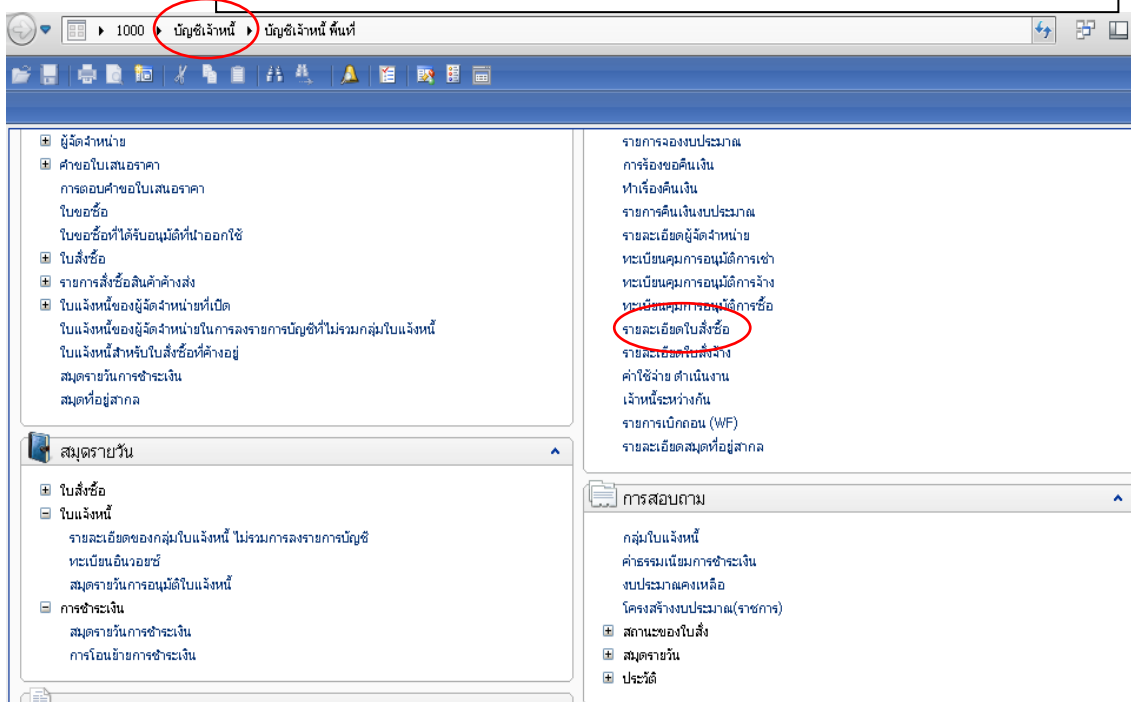 1000 บัญชีเจ้าหนี้ บัญชีเจ้าหนี้ พื้นที่
ผู้จัดจำหน่าย
คำขอใบเสนอราคา
การตอบคำขอใบเสนอราคา
ใบขอซื้อ
ใบขอซื้อที่ได้รับอนุมัติที่นำออกใช้
ใบสั่งซื้อ
รายการสั่งซื้อสินค้าค้างส่ง
ใบแจ้งหนี้ของผู้จัดจำหน่ายที่เปิด
ใบแจ้งหนี้ของผู้จัดจำหน่ายในการลงรายการบัญชีที่ไม่รวมกลุ่มใบแจ้งหนี้
ใบแจ้งหนี้สำหรับใบสั่งซื้อที่ค้างอยู่
สมุดรายวันการชำระเงิน
สมุดที่อยู่สากล
สมุดรายวัน
ใบสั่งซื้อ
ใบแจ้งหนี้
รายละเอียดของกลุ่มใบแจ้งหนี้ ไม่รวมการลงรายการบัญชี
ทะเบียนอินวอยซ์
สมุดรายวันการอนุมัติใบแจ้งหนี้
การชำระเงิน
สมุดรายวันการชำระเงิน
การโอนย้ายการชำระเงิน
รายการจองงบประมาณ
การร้องขอคืนเงิน
ทำเรื่องคืนเงิน
รายการคืนเงินงบประมาณ
รายละเอียดผู้จัดจำหน่าย
ทะเบียนคุมการอนุมัติการเช่า
ทะเบียนคุมการอนุมัติการจ้าง
ทะเบียนคุมการอนุมัติการซื้อ
รายละเอียดใบสั่งซื้อ
รายละเอียดใบสั่งจ้าง
ค่าใช้จ่าย ดำเนินงาน
เจ้าหนี้ระหว่างกัน
รายการเบิกถอน (WF)
รายละเอียดสมุดที่อยู่สากล
การสอบถาม
กลุ่มใบแจ้งหนี้
ค่าธรรมเนียมการชำระเงิน
งบประมาณคงเหลือ
โครงสร้างงบประมาณ(ราชการ)
สถานะของใบสั่ง
สมุดรายวัน
ประวัติ